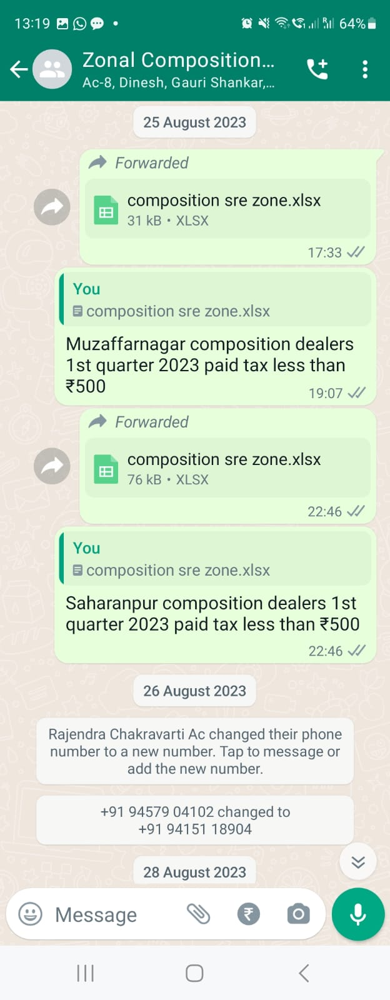 13:19
64%
Zonal Composition...
Ac-8, Dinesh, Gauri Shankar,...
25 August 2023
Forwarded
composition sre zone.xlsx
31 kB • XLSX
17:33
You
composition sre zone.xlsx
Muzaffarnagar composition dealers
1st quarter 2023 paid tax less than
₹500
19:07
Forwarded
composition sre zone.xlsx
76 kB • XLSX
22:46
You
composition sre zone.xlsx
Saharanpur composition dealers 1st
quarter 2023 paid tax less than ₹500
22:46
26 August 2023
Rajendra Chakravarti Ac changed their phone
number to a new number. Tap to message or
add the new number.
+91 94579 04102 changed to
+91 94151 18904
28 August 2023
Message